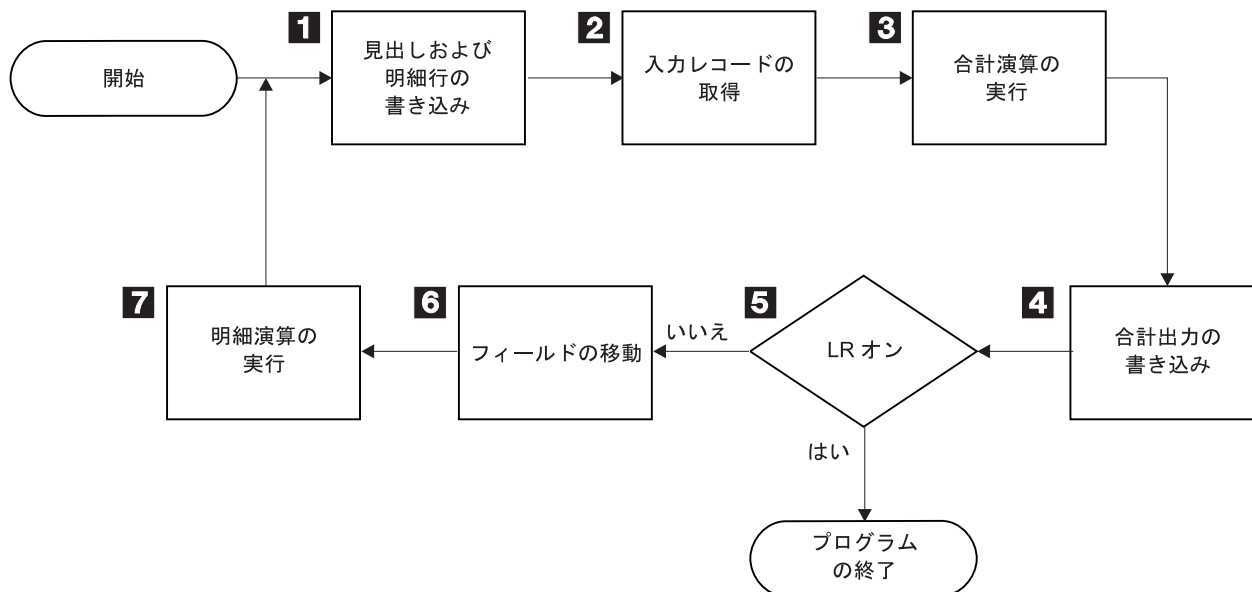 開始
1
見出しおよび
明細行の
書き込み
2
入力レコードの
取得
3
合計演算の
実行
4
合計出力の
書き込み
5
LR オン
いいえ
はい
6
フィールドの移動
7
明細演算の
実行
プログラム
の終了